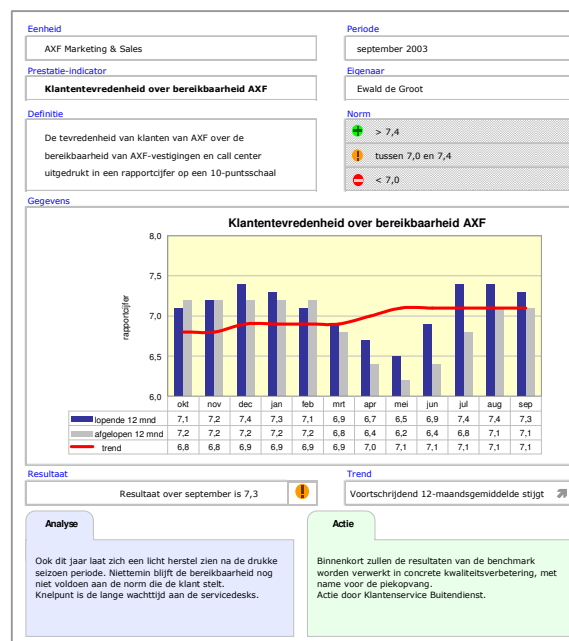 Eenheid
AXF Marketing & Sales
Periode
september 2003
Prestatie-indicator
Klantentevredenheid over bereikbaarheid AXF
Eigenaar
Ewald de Groot
Definitie
De tevredenheid van klanten van AXF over de
bereikbaarheid van AXF-vestigingen en call center
uitgedrukt in een rapportcijfer op een 10-puntsschaal
Norm
> 7,4
tussen 7,0 en 7,4
< 7,0
Gegevens
Klantentevredenheid over bereikbaarheid AXF
rapportcijfer
8,0
7,5
7,0
6,5
6,0
okt nov dec jan feb mrt apr mei jun jul aug sep
lopende 12 mnd 7,1 7,2 7,4 7,3 7,1 6,9 6,7 6,5 6,9 7,4 7,4 7,3
afgelopen 12 mnd 7,2 7,2 7,2 7,2 7,2 6,8 6,4 6,2 6,4 6,8 7,1 7,1
trend 6,8 6,8 6,9 6,9 6,9 6,9 7,0 7,1 7,1 7,1 7,1 7,1
Resultaat
Resultaat over september is 7,3
Trend
Voortschrijdend 12-maandsgemiddelde stijgt
Analyse
Ook dit jaar laat zich een licht herstel zien na de drukke
seizoen periode. Niettemin blijft de bereikbaarheid nog
niet voldoen aan de norm die de klant stelt.
Knelpunt is de lange wachttijd aan de servicedesks.
Actie
Binnenkort zullen de resultaten van de benchmark
worden verwerkt in concrete kwaliteitsverbetering, met
name voor de piekopvang.
Actie door Klantenservice Buitendienst.